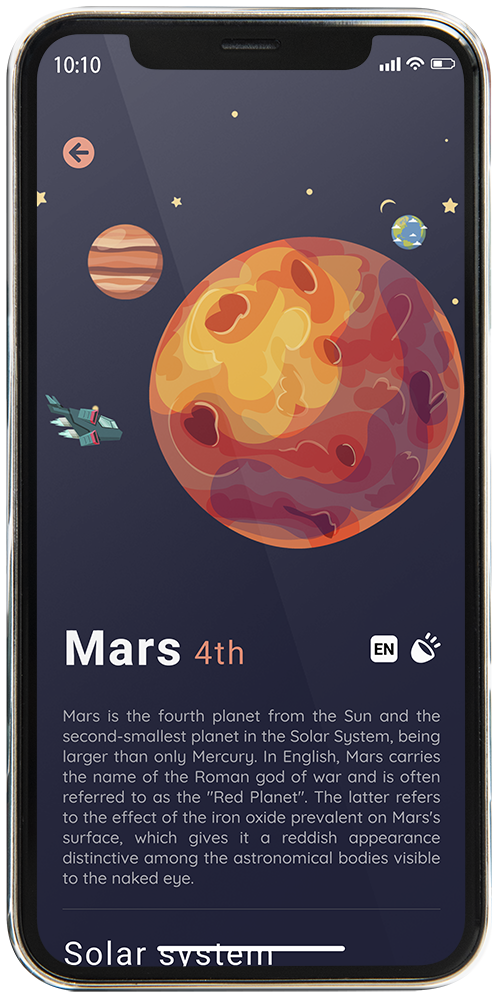 10:10
Mars 4th
EN
Mars is the fourth planet from the Sun and the
second-smallest planet in the Solar System, being
larger than only Mercury. In English, Mars carries
the name of the Roman god of war and is often
referred to as the "Red Planet". The latter refers
to the effect of the iron oxide prevalent on Mars's
surface, which gives it a reddish appearance
distinctive among the astronomical bodies visible
to the naked eye.
Solar system